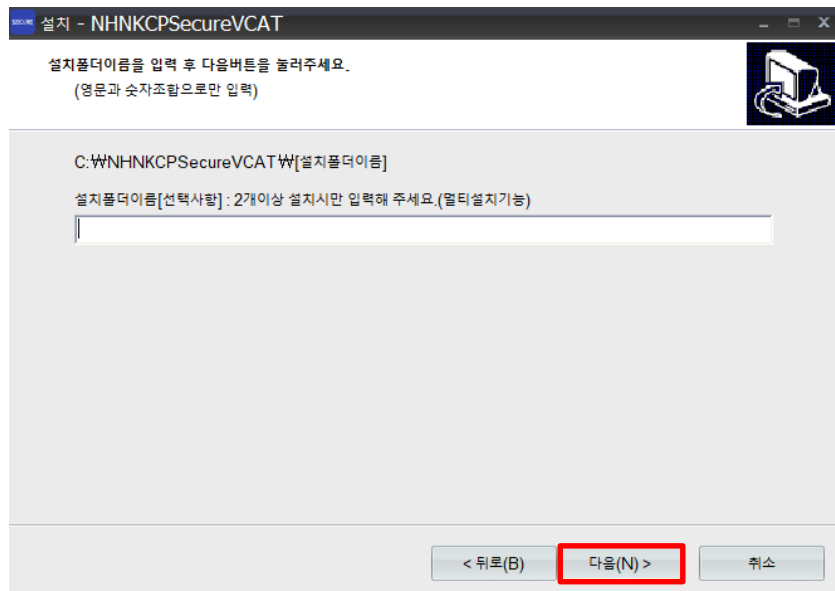 SECURE 설치 - NHNKCPSecureVCAT
설치폴더이름을 입력 후 다음버튼을 눌러주세요.
(영문과 숫자조합으로만 입력)
C:₩NHNKCPSecureVCAT₩[설치폴더이름]
설치폴더이름[선택사항] : 2개이상 설치시만 입력해 주세요.(멀티설치기능)
< 뒤로(B) 다음(N) > 취소